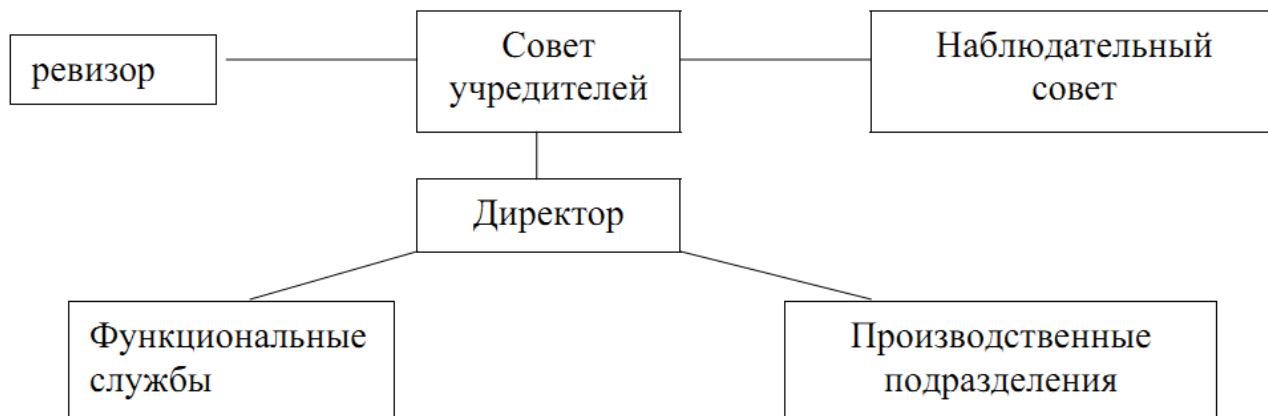 ревизор
Совет
учредителей
Наблюдательный
совет
Директор
Функциональные
службы
Производственные
подразделения